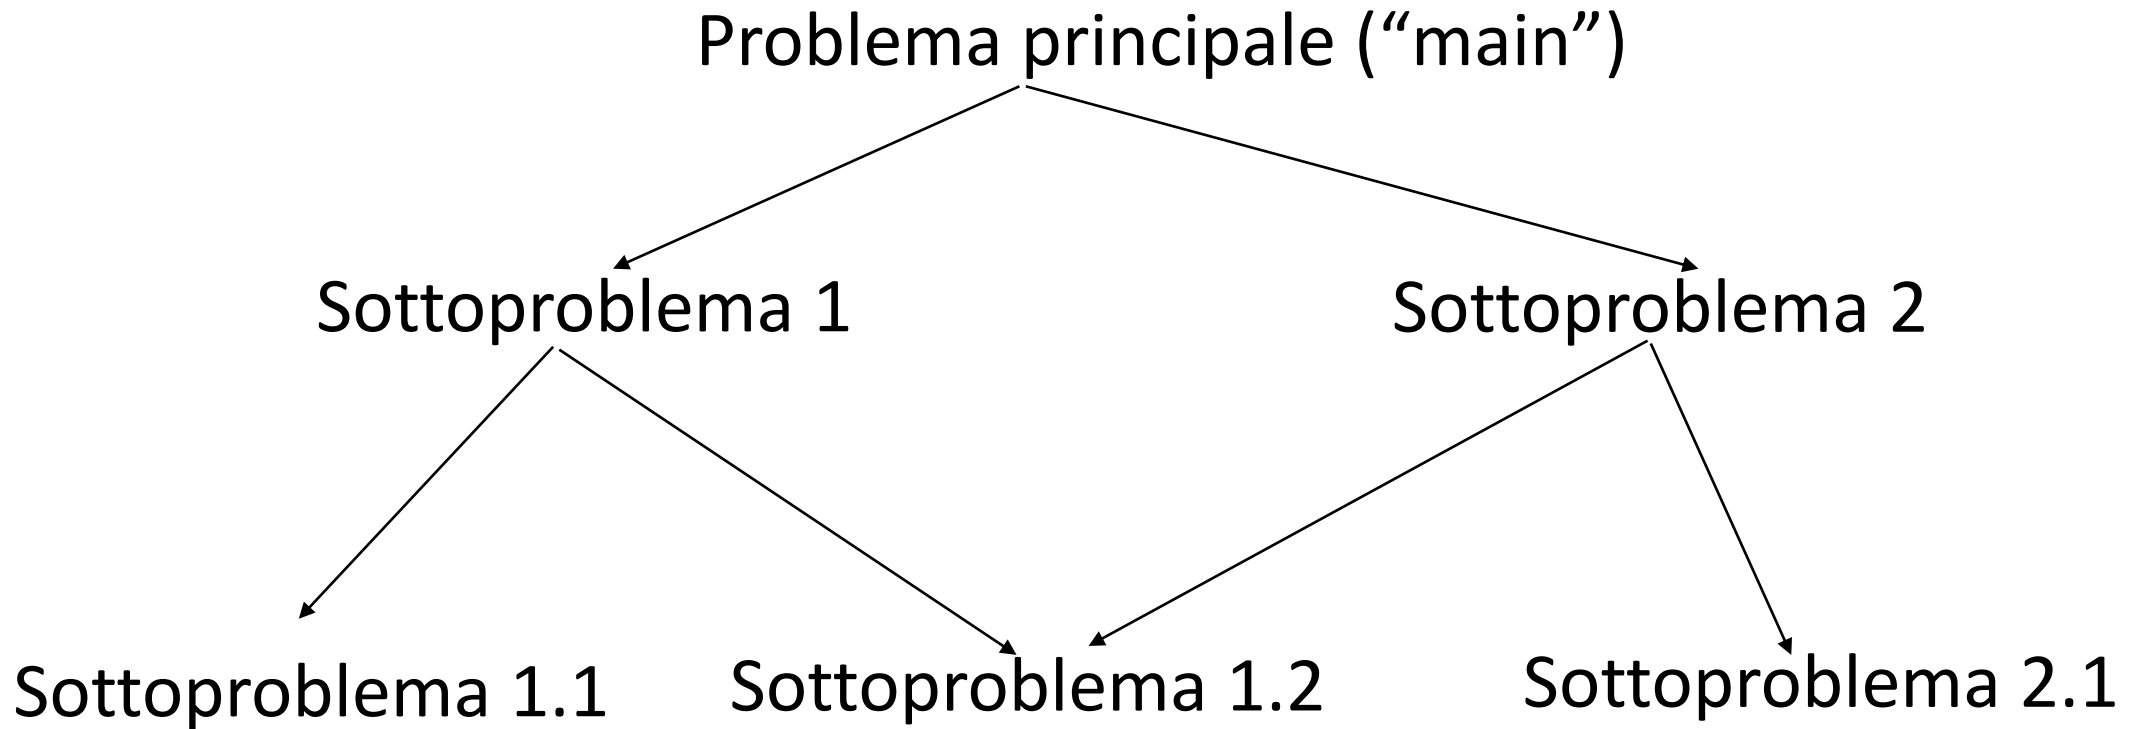 Problema principale (“main”)
Sottoproblema 1
Sottoproblema 2
Sottoproblema 1.1
Sottoproblema 1.2
Sottoproblema 2.1